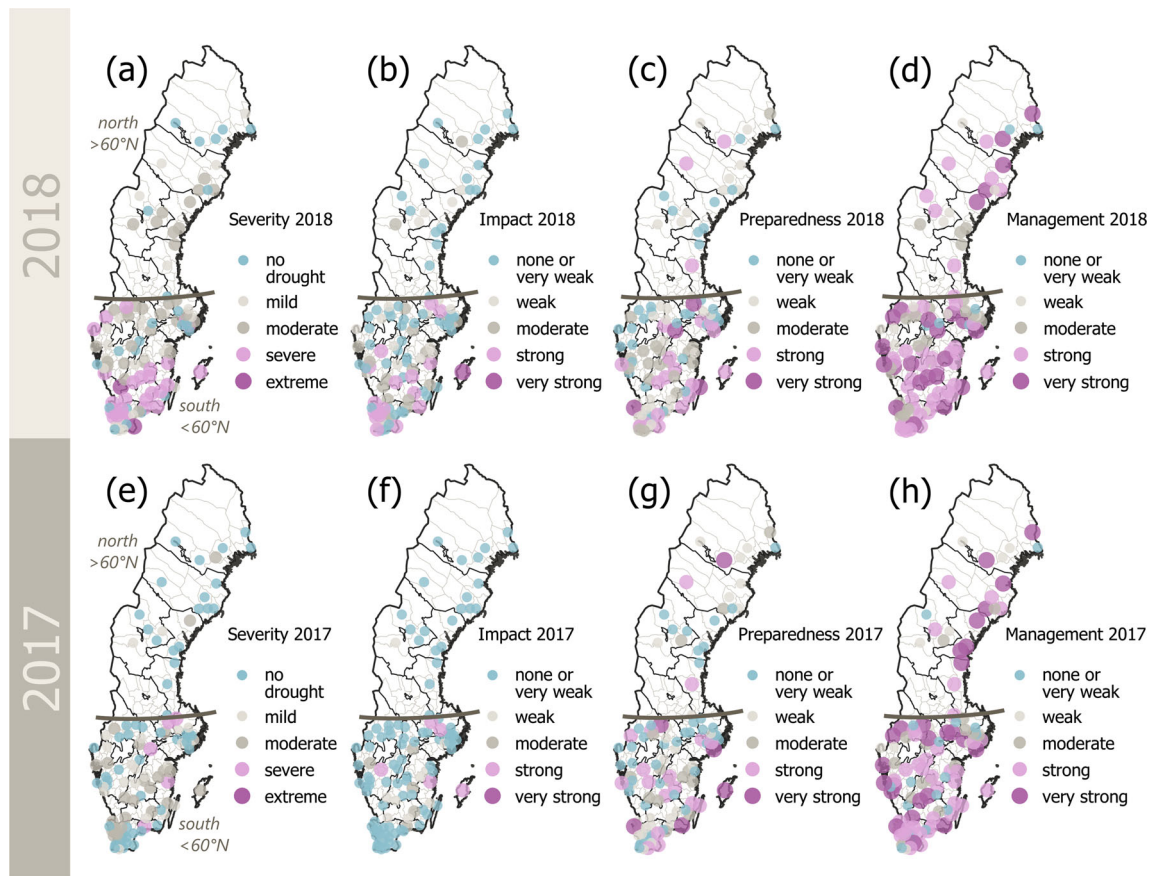 2018
(a)
north
>60°N
Severity 2018
no
drought
mild
moderate
severe
extreme
south
<60°N
(b)
Impact 2018
none or
very weak
weak
moderate
strong
very strong
(c)
Preparedness 2018
none or
very weak
weak
moderate
strong
very strong
(d)
Management 2018
none or
very weak
weak
moderate
strong
very strong
2017
(e)
north
>60°N
Severity 2017
no
drought
mild
moderate
severe
extreme
south
<60°N
(f)
Impact 2017
none or
very weak
weak
moderate
strong
very strong
(g)
Preparedness 2017
none or
very weak
weak
moderate
strong
very strong
(h)
Management 2017
none or
very weak
weak
moderate
strong
very strong